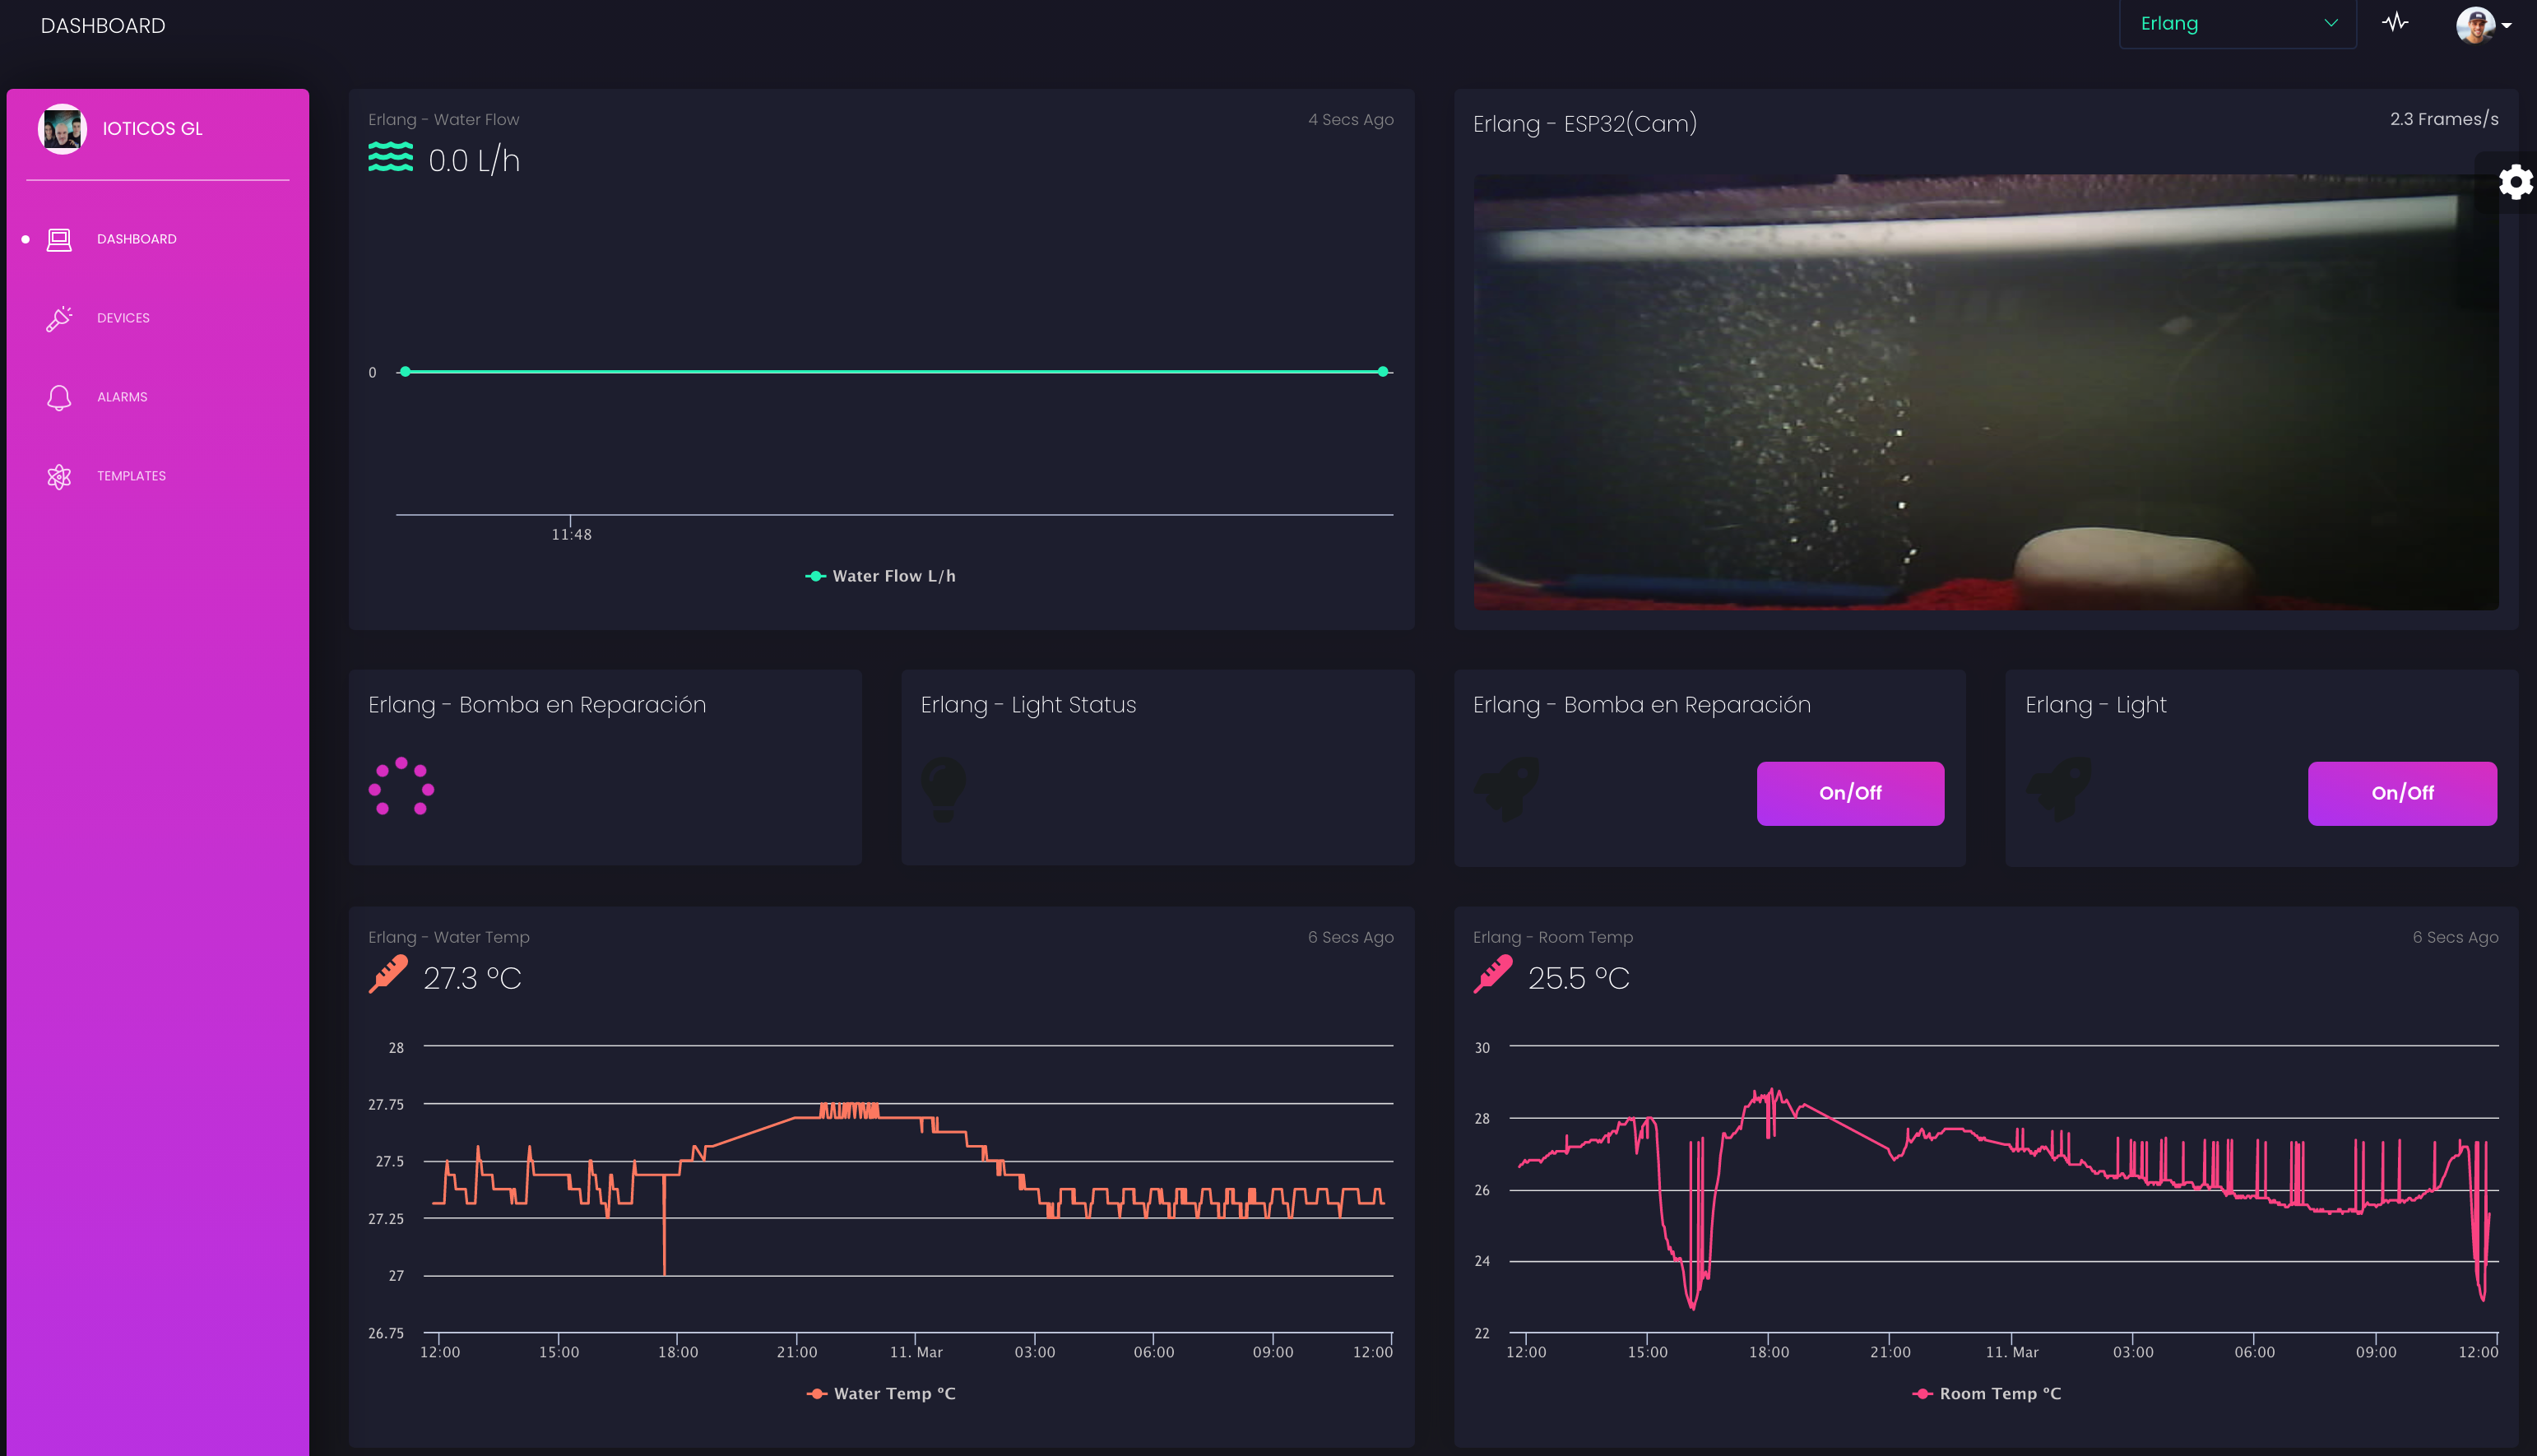 DASHBOARD
Erlang
IOTICOS GL
DASHBOARD
DEVICES
ALARMS
TEMPLATES
Erlang - Water Flow
4 Secs Ago
0.0 L/h
0
11:48
Water Flow L/h
Erlang - ESP32(Cam)
2.3 Frames/s
Erlang - Bomba en Reparación
Erlang - Light Status
Erlang - Bomba en Reparación
On/Off
Erlang - Light
On/Off
Erlang - Water Temp
6 Secs Ago
27.3 °C
28
27.75
27.5
27.25
27
26.75
12:00 15:00 18:00 21:00 11. Mar 03:00 06:00 09:00 12:00
Water Temp °C
Erlang - Room Temp
6 Secs Ago
25.5 °C
30
28
26
24
22
12:00 15:00 18:00 21:00 11. Mar 03:00 06:00 09:00 12:00
Room Temp °C